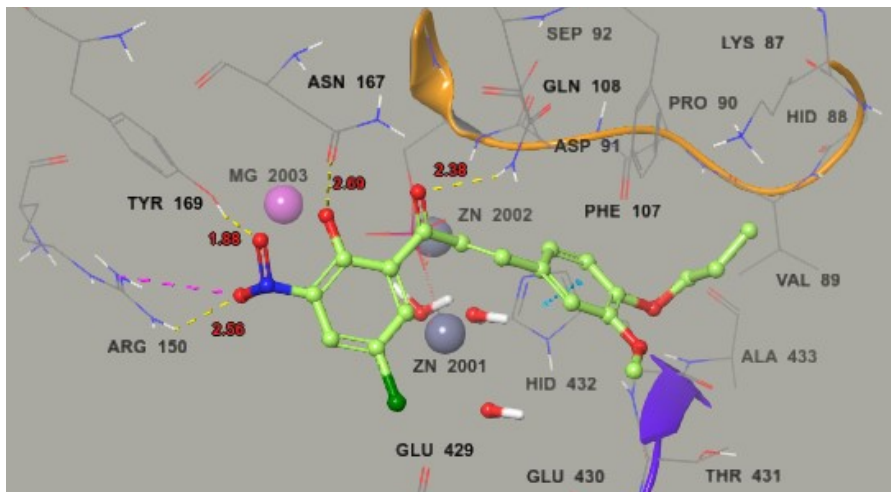 SEP 92
LYS 87
ASN 167
GLN 108
PRO 90
HID 88
ASP 91
MG 2003
2.69
2.38
TYR 169
ZN 2002
PHE 107
1.88
VAL 89
2.56
ARG 150
ZN 2001
HID 432
ALA 433
GLU 429
GLU 430
THR 431